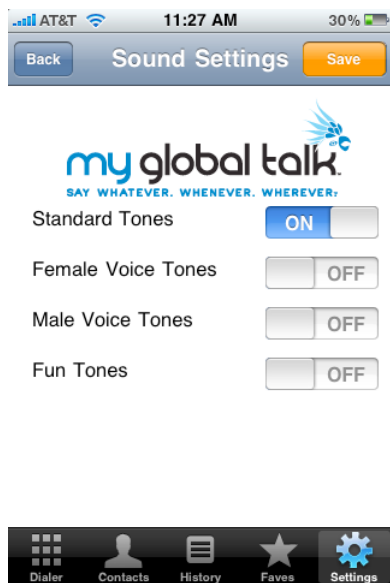 AT&T 11:27 AM 30%
Back Sound Settings Save
my global talk.
SAY WHATEVER. WHENEVER. WHEREVER.
Standard Tones ON
Female Voice Tones OFF
Male Voice Tones OFF
Fun Tones OFF
Dialer Contacts History Faves Settings